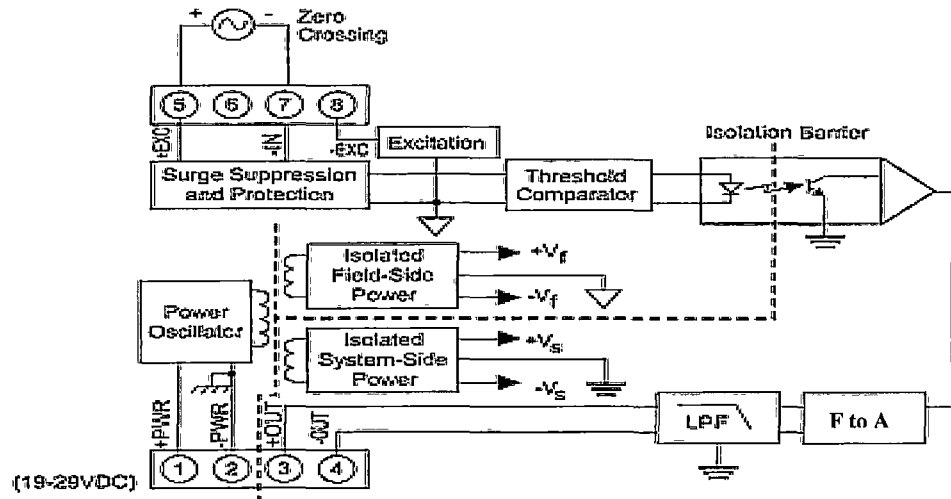 + - Zero
Crossing
5 6 7 8
+EXC -IN -EXC Excitation
Isolation Barrier
Surge Suppression
and Protection
Threshold
Comparator
Isolated
Field-Side
Power
+Vf
-Vf
Power
Oscillator
Isolated
System-Side
Power
+Vs
-Vs
+PWR -PWR +OUT -OUT
LPF
F to A
1 2 3 4
(19-29VDC)